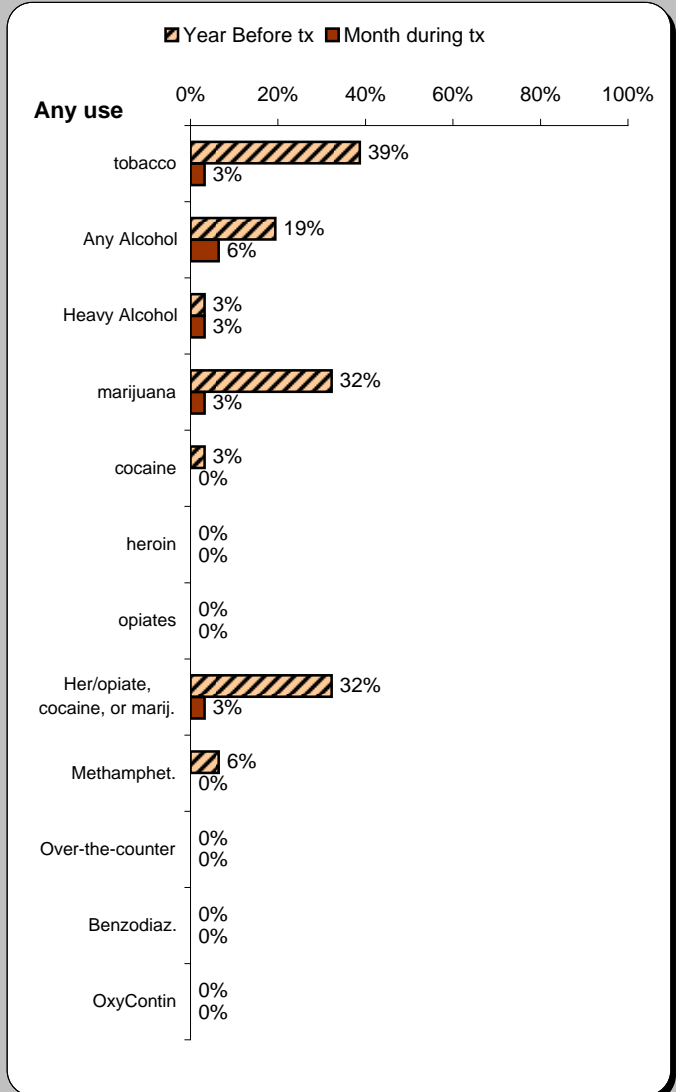 Year Before tx Month during tx
Any use
0% 20% 40% 60% 80% 100%
tobacco
39%
3%
Any Alcohol
19%
6%
Heavy Alcohol
3%
3%
marijuana
32%
3%
cocaine
3%
0%
heroin
0%
0%
opiates
0%
0%
Her/opiate,
cocaine, or marij.
32%
3%
Methamphet.
6%
0%
Over-the-counter
0%
0%
Benzodiaz.
0%
0%
OxyContin
0%
0%